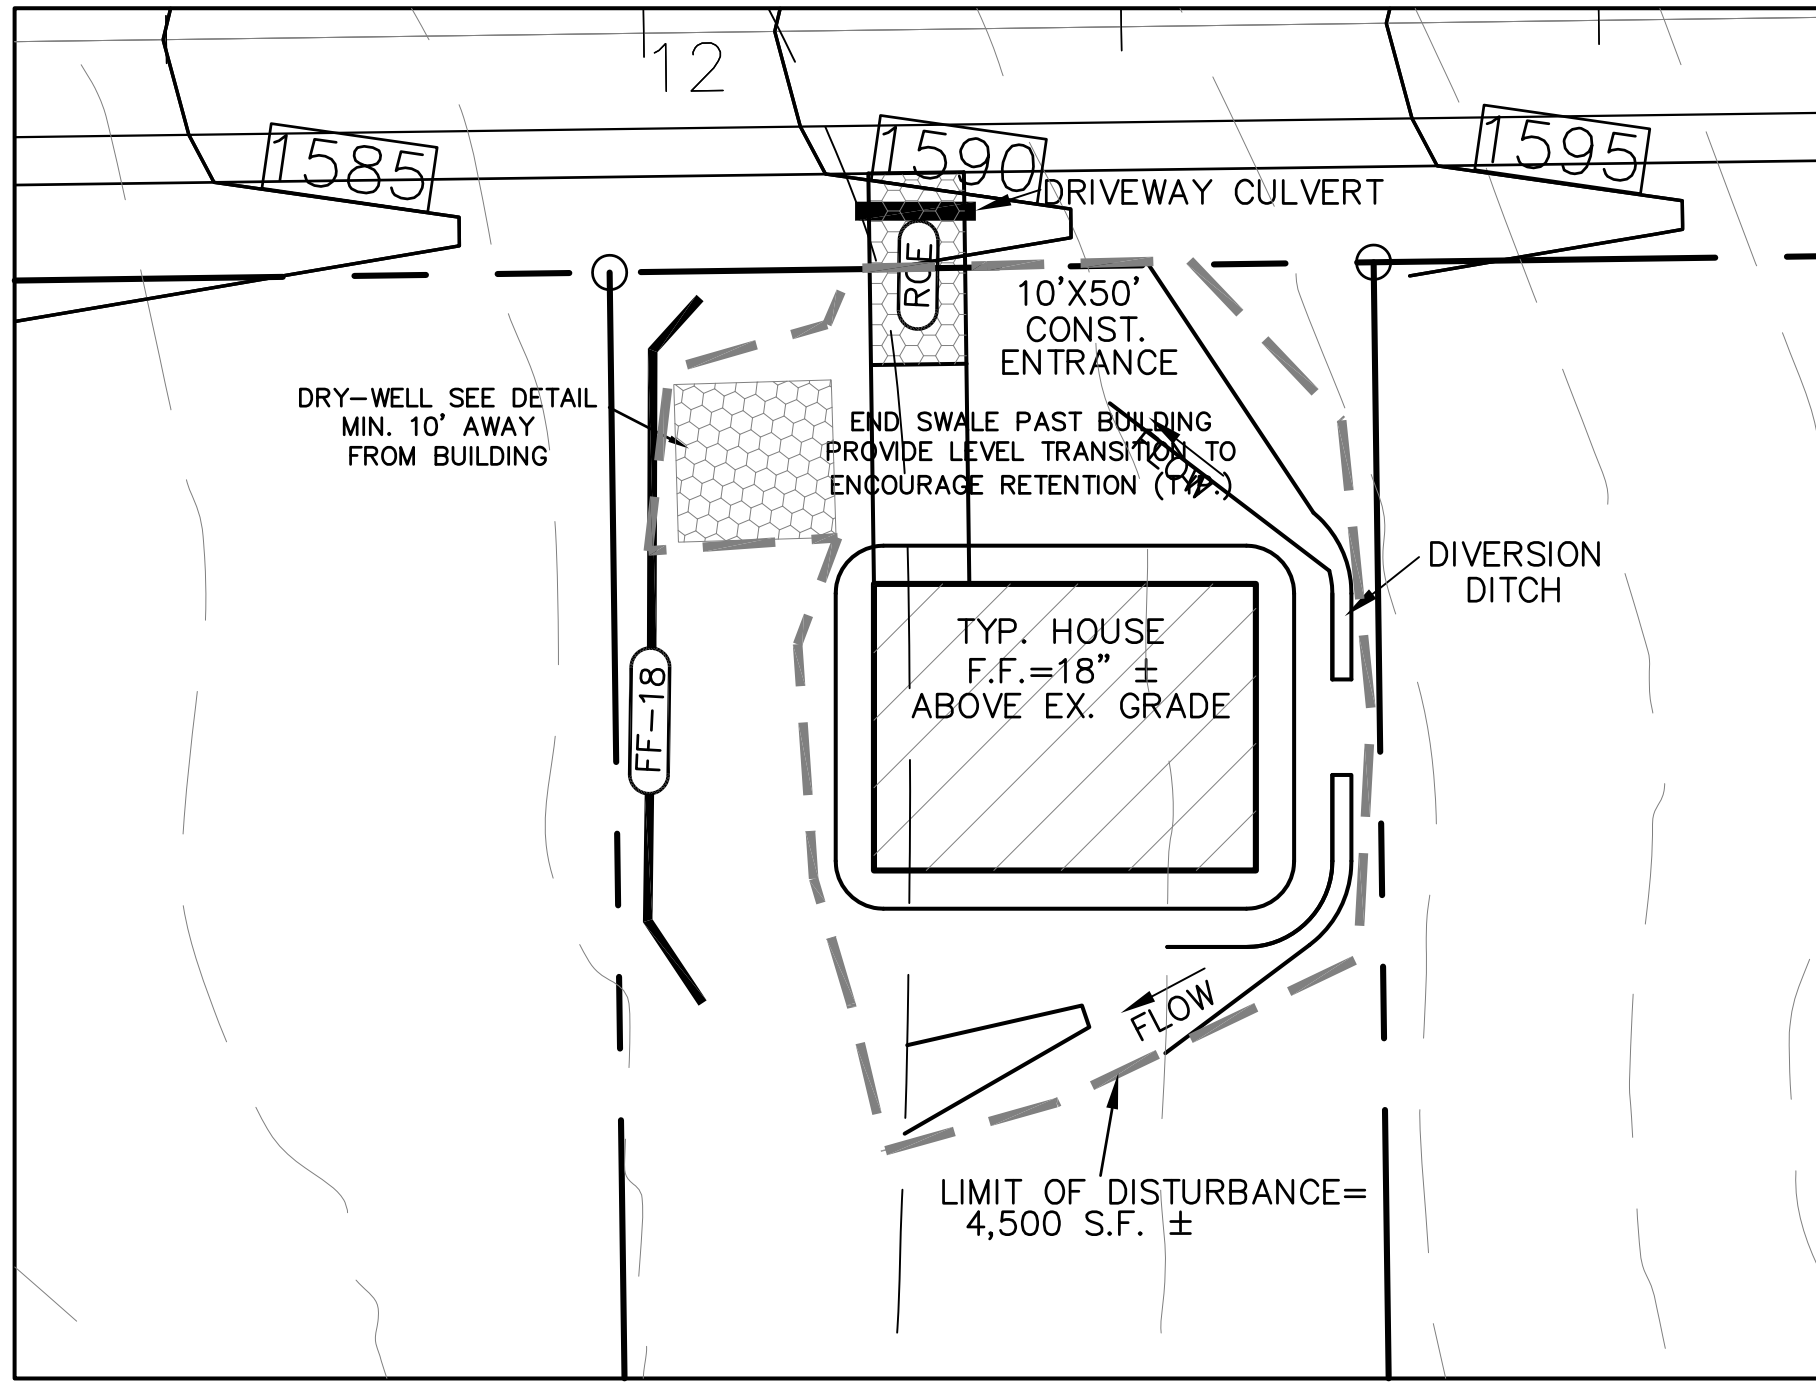 12
1585
1590
1595
DRIVEWAY CULVERT
RCE
10'X50'
CONST.
ENTRANCE
DRY-WELL SEE DETAIL
MIN. 10' AWAY
FROM BUILDING
END SWALE PAST BUILDING
PROVIDE LEVEL TRANSITION TO
ENCOURAGE RETENTION (TYP.)
FLOW
DIVERSION
DITCH
TYP. HOUSE
F.F.=18" ±
ABOVE EX. GRADE
FF-18
FLOW
LIMIT OF DISTURBANCE=
4,500 S.F. ±